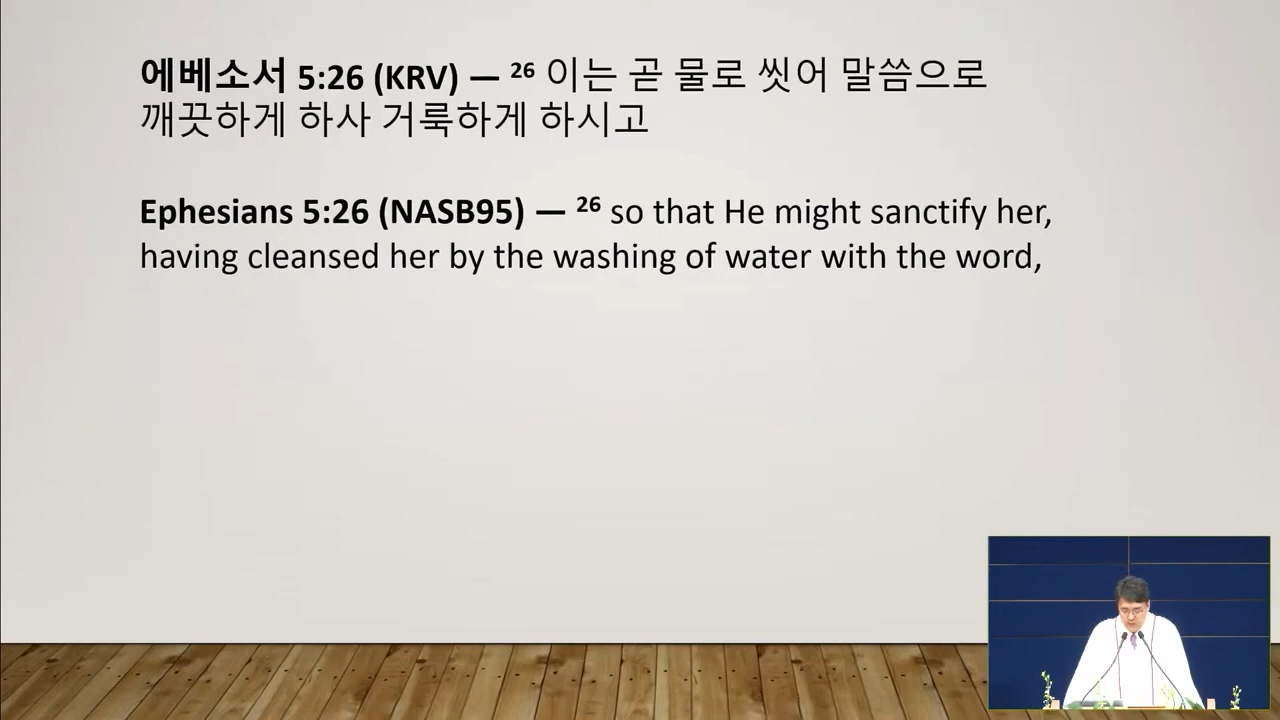 에베소서 5:26 (KRV) — ²⁶ 이는 곧 물로 씻어 말씀으로
깨끗하게 하사 거룩하게 하시고
Ephesians 5:26 (NASB95) — ²⁶ so that He might sanctify her,
having cleansed her by the washing of water with the word,